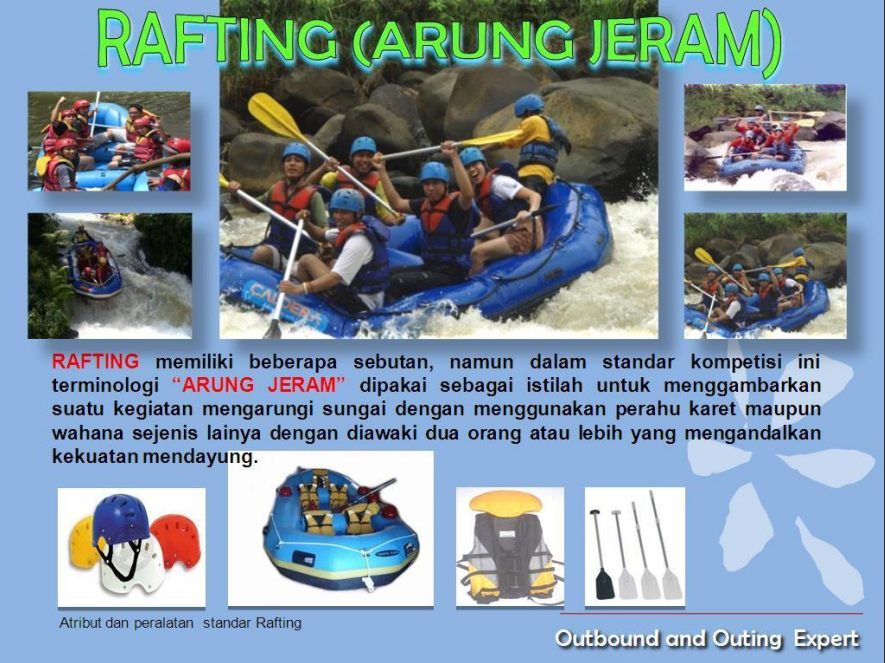 RAFTING (ARUNG JERAM)
RAFTING memiliki beberapa sebutan, namun dalam standar kompetisi ini
terminologi “ARUNG JERAM” dipakai sebagai istilah untuk menggambarkan
suatu kegiatan mengarungi sungai dengan menggunakan perahu karet maupun
wahana sejenis lainya dengan diawaki dua orang atau lebih yang mengandalkan
kekuatan mendayung.
Atribut dan peralatan standar Rafting
Outbound and Outing Expert